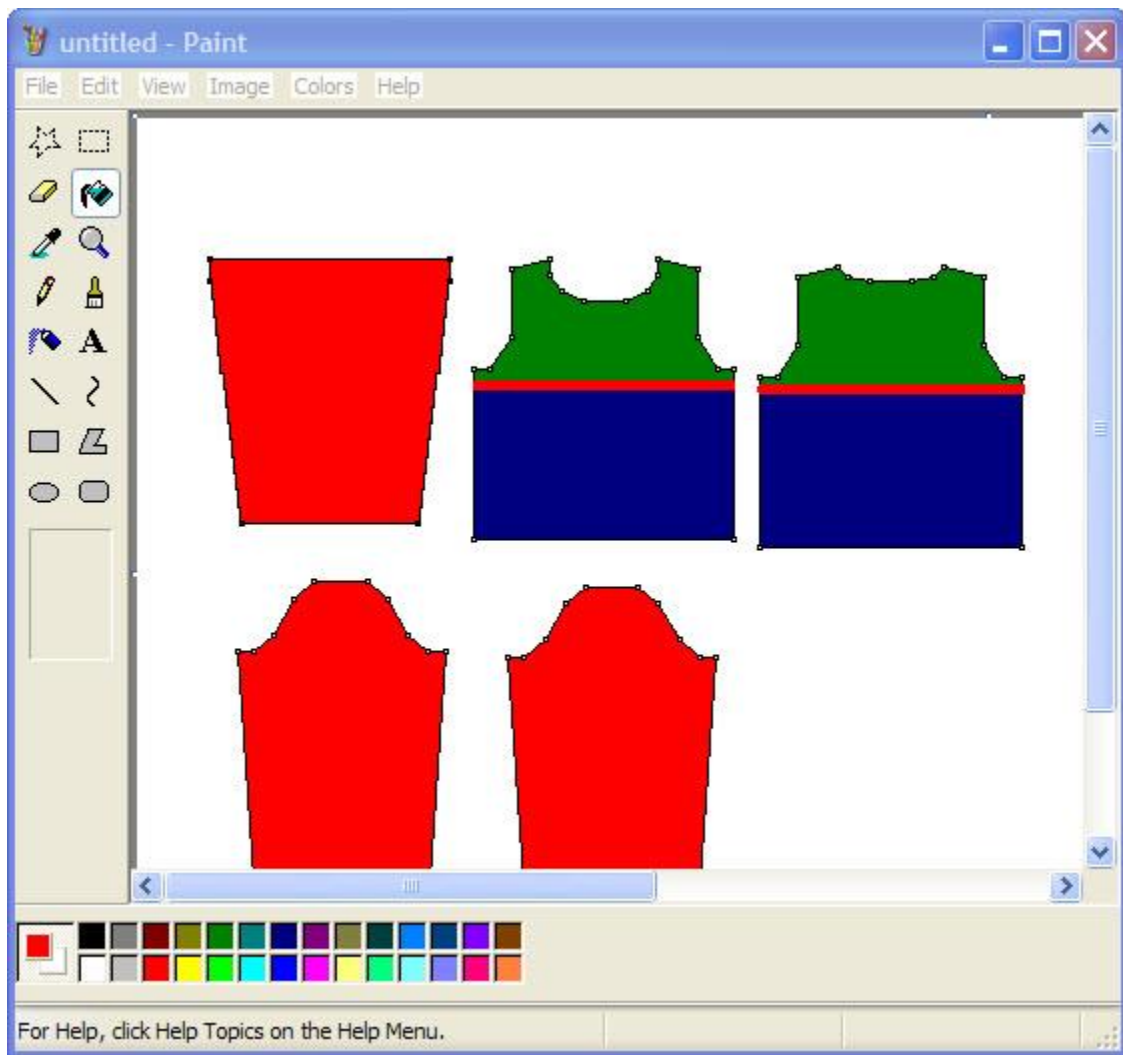 untitled - Paint
File Edit View Image Colors Help
A
For Help, click Help Topics on the Help Menu.